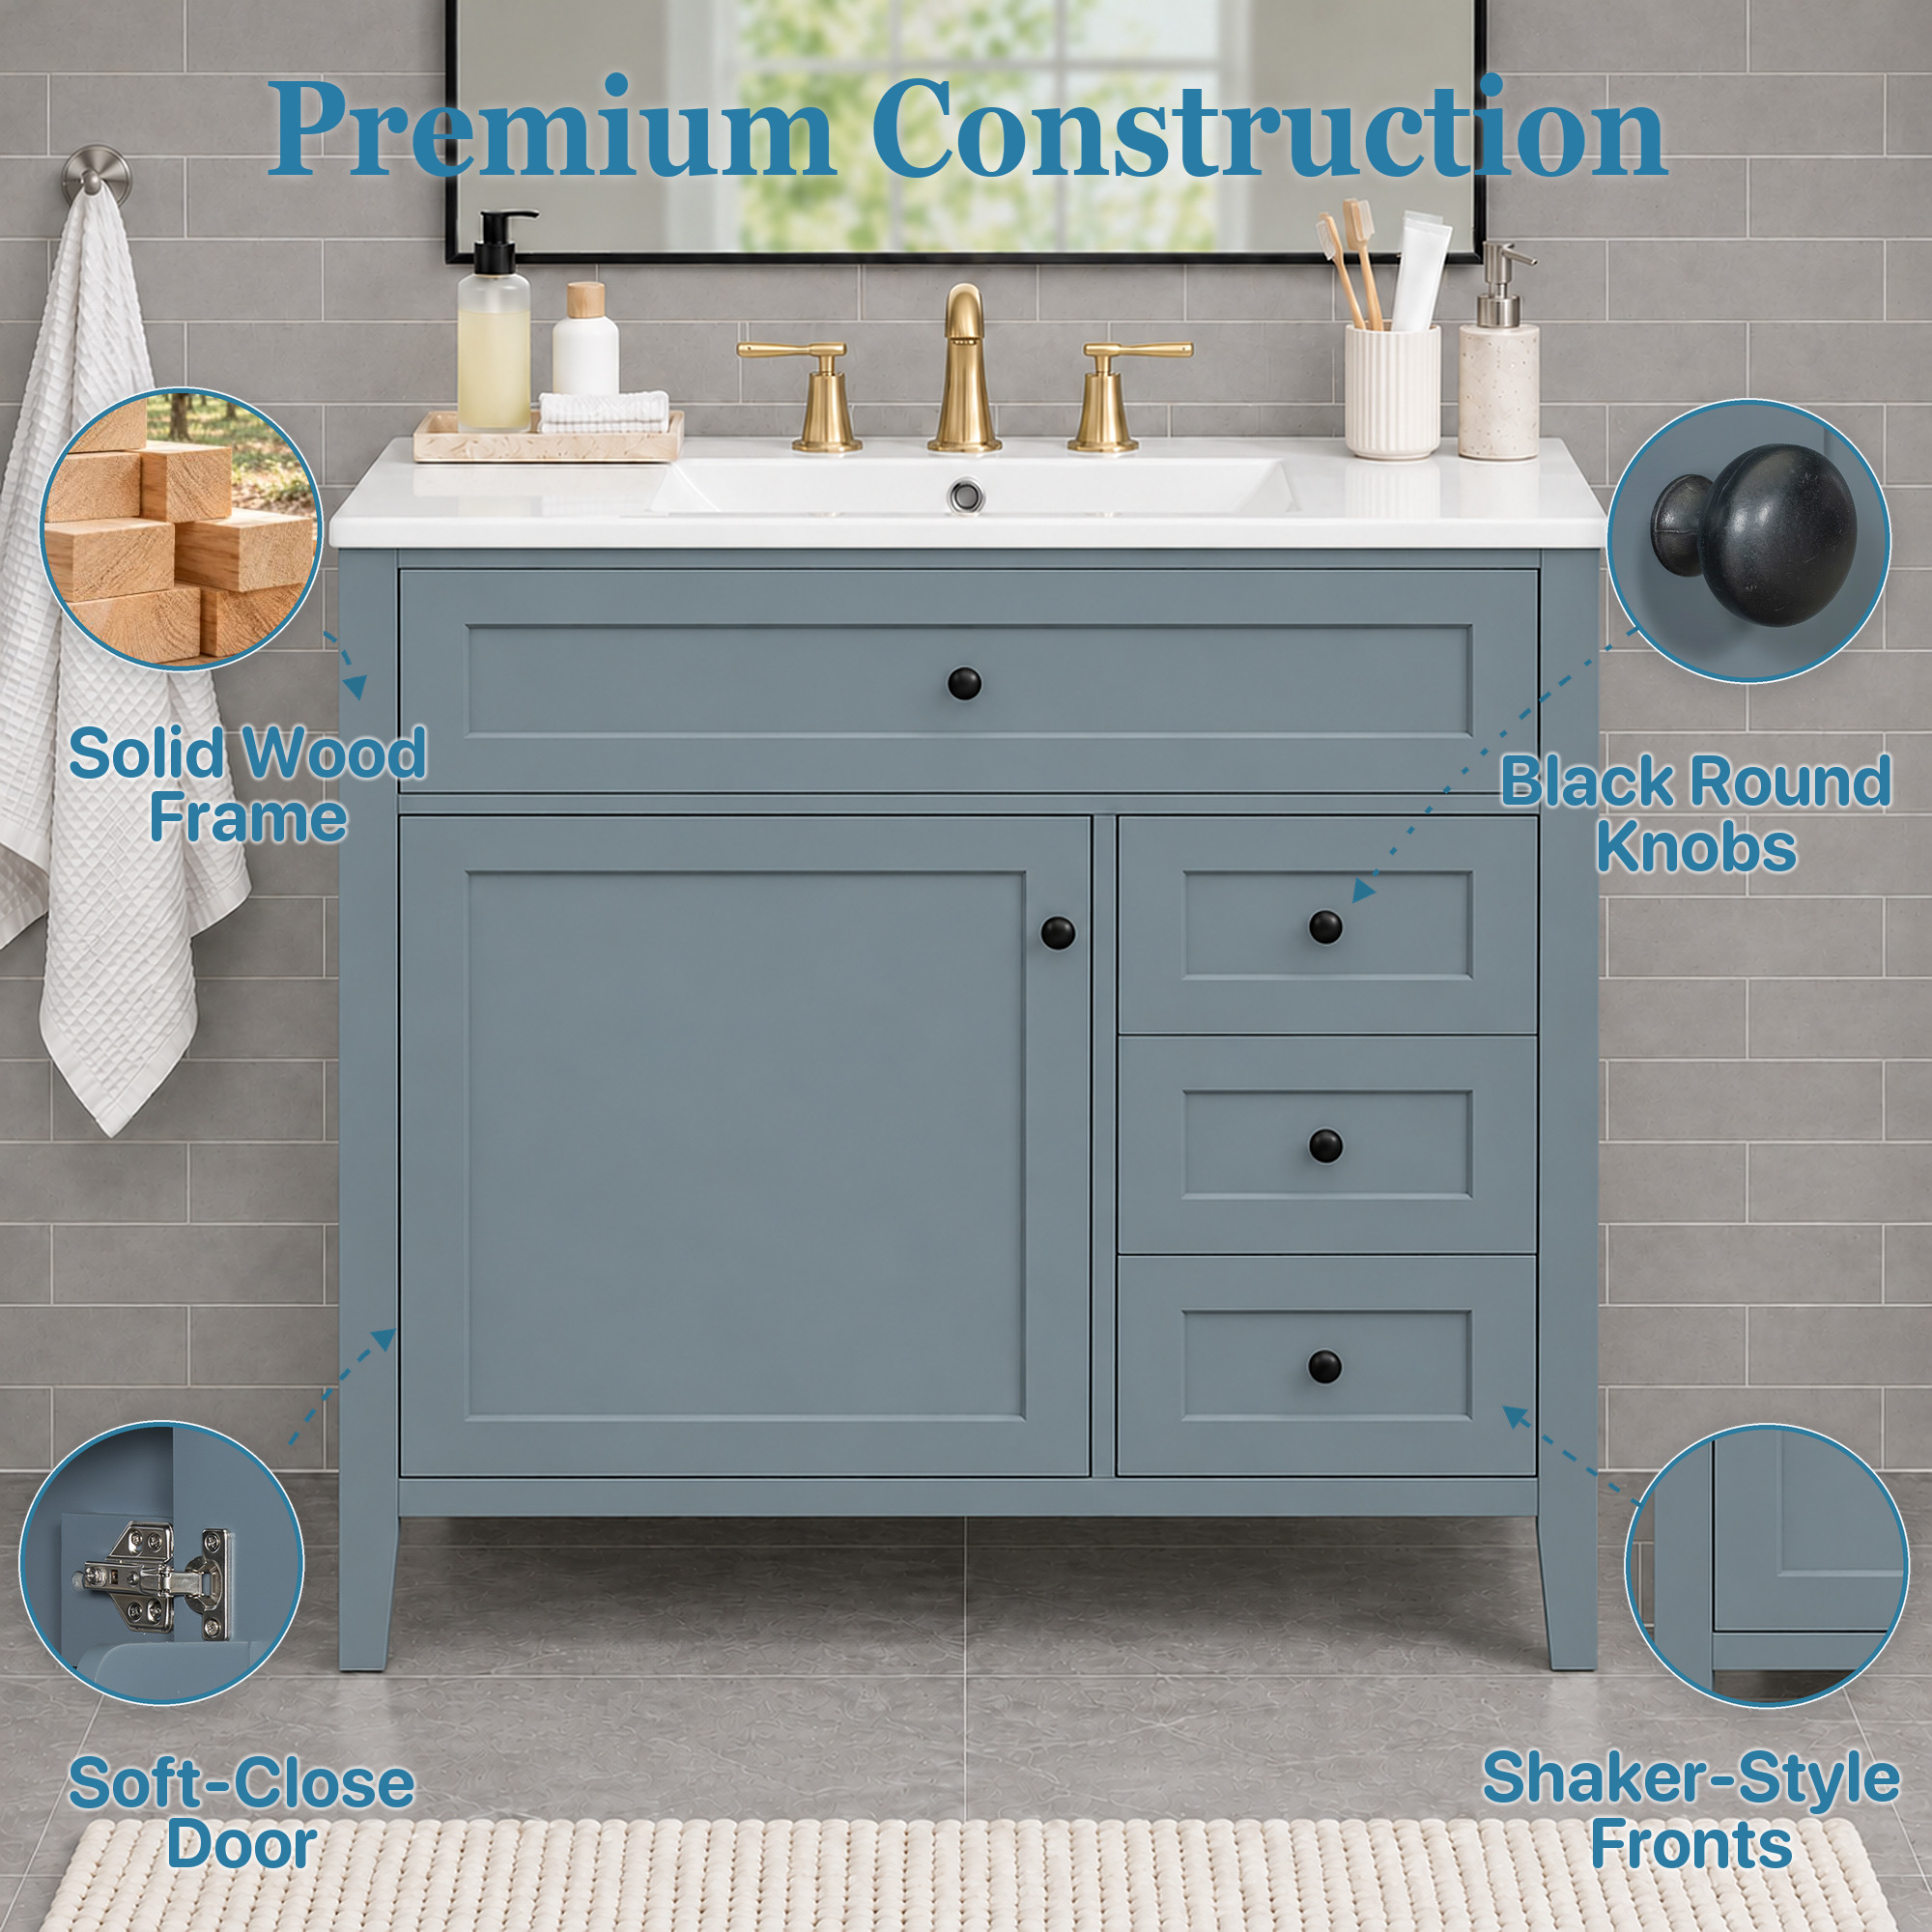 Premium Construction
Solid Wood
Frame
Black Round
Knobs
Soft-Close
Door
Shaker-Style
Fronts